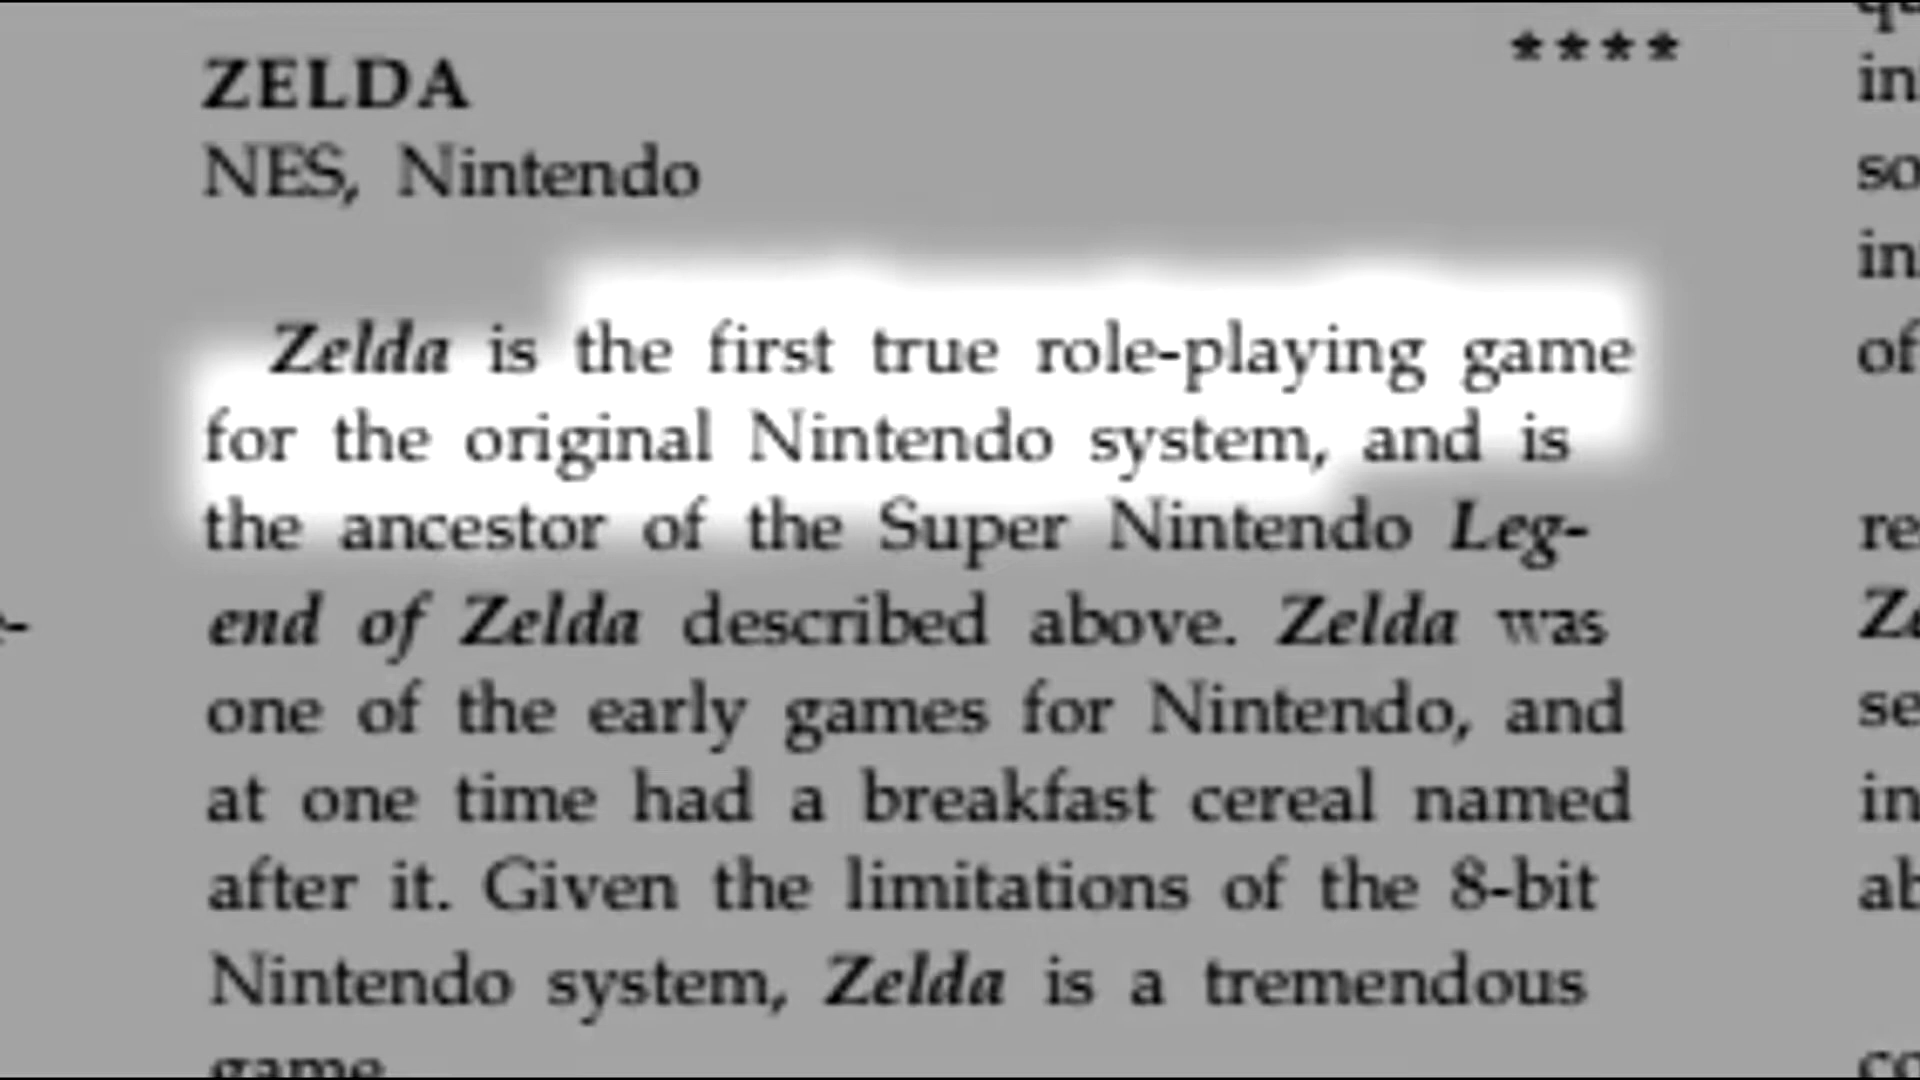 ****
ZELDA
NES, Nintendo
Zelda is the first true role-playing game
for the original Nintendo system, and is
the ancestor of the Super Nintendo Leg-
end of Zelda described above. Zelda was
one of the early games for Nintendo, and
at one time had a breakfast cereal named
after it. Given the limitations of the 8-bit
Nintendo system, Zelda is a tremendous
game